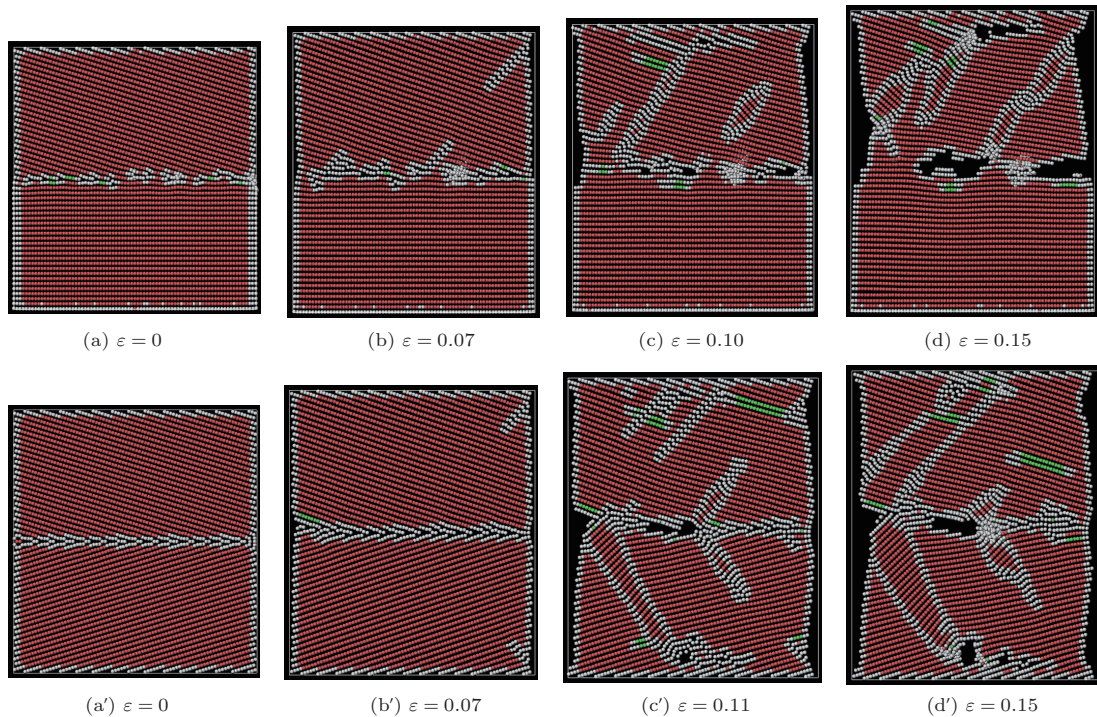 (a) ε = 0 (b) ε = 0.07 (c) ε = 0.10 (d) ε = 0.15
(a′) ε = 0 (b′) ε = 0.07 (c′) ε = 0.11 (d′) ε = 0.15